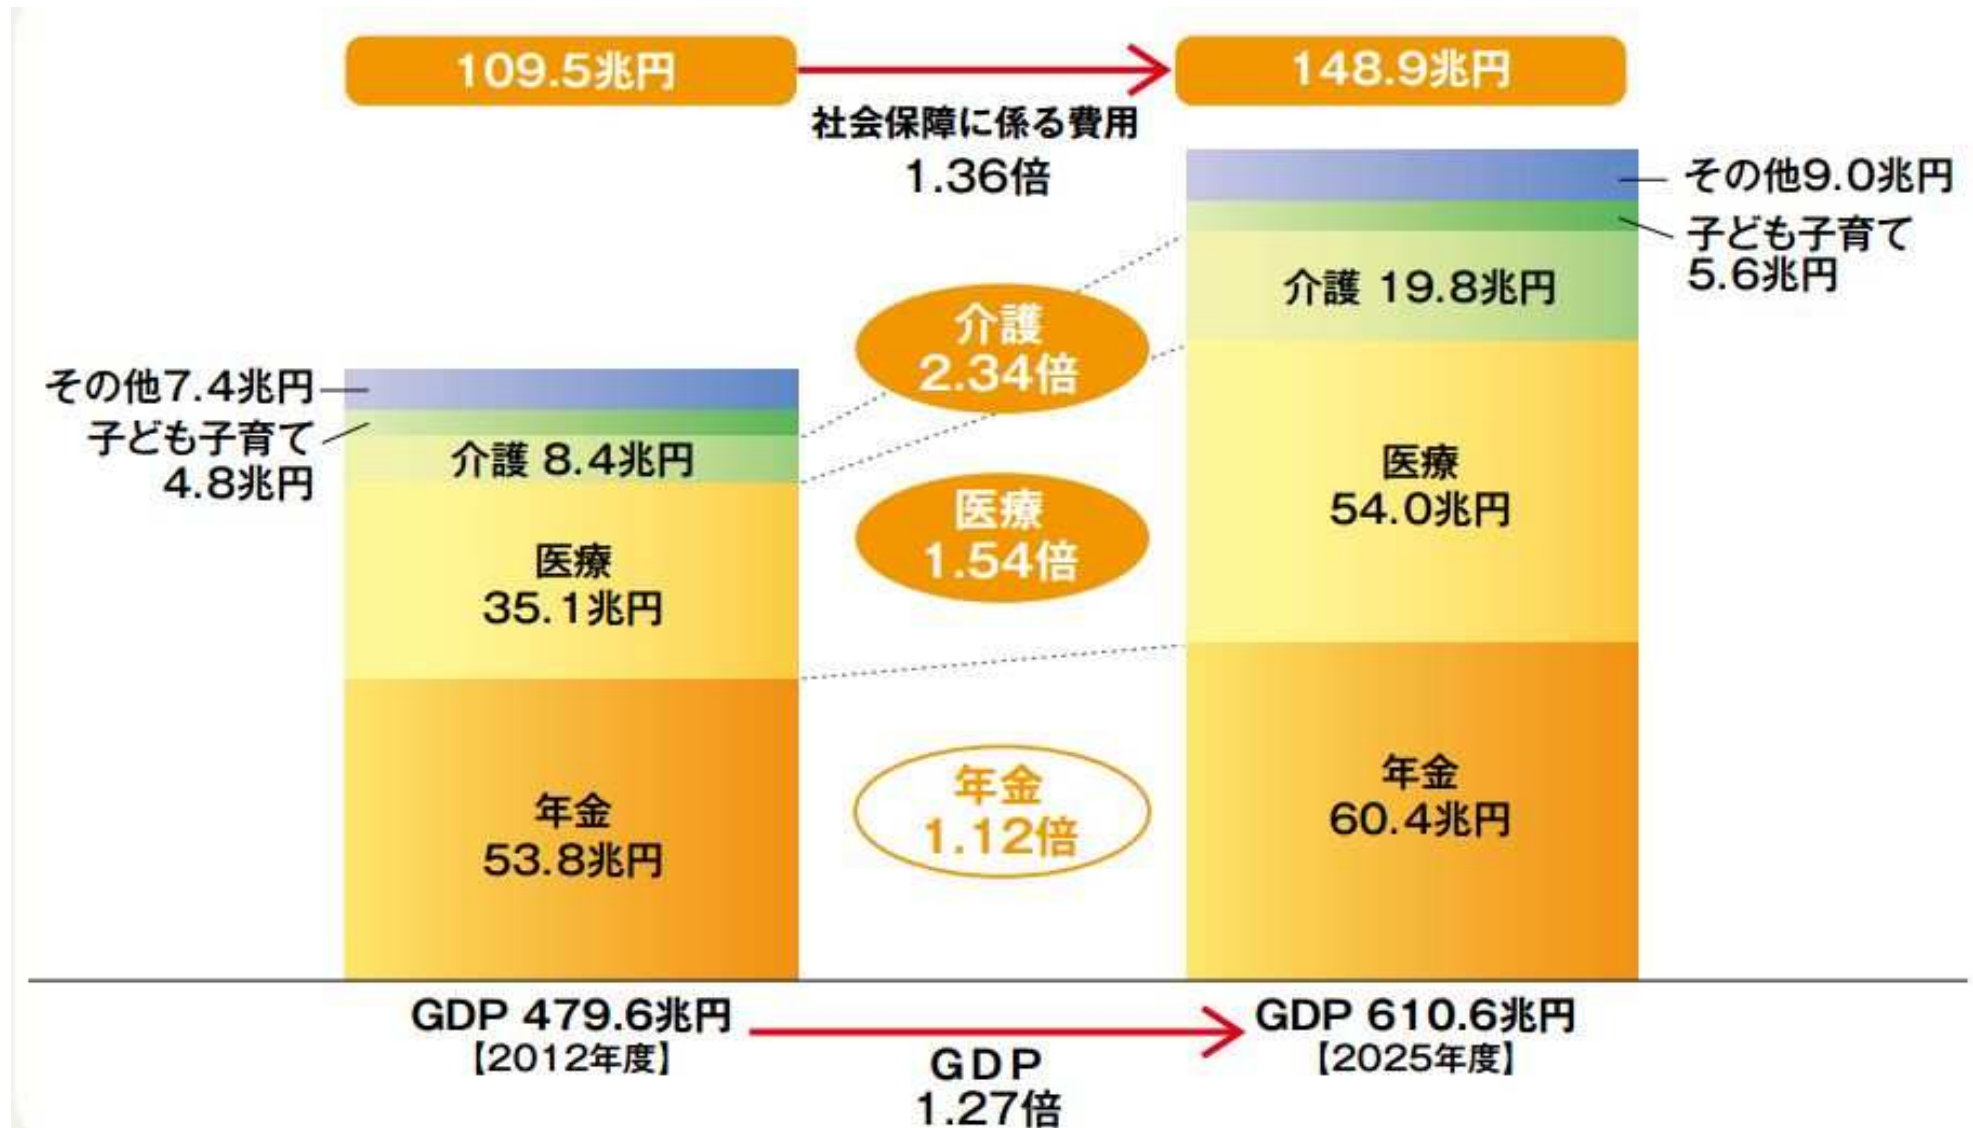 109.5兆円
148.9兆円
社会保障に係る費用
1.36倍
その他7.4兆円
子ども子育て
4.8兆円
介護 8.4兆円
医療
35.1兆円
年金
53.8兆円
介護
2.34倍
医療
1.54倍
年金
1.12倍
その他9.0兆円
子ども子育て
5.6兆円
介護 19.8兆円
医療
54.0兆円
年金
60.4兆円
GDP 479.6兆円
【2012年度】
GDP
1.27倍
GDP 610.6兆円
【2025年度】